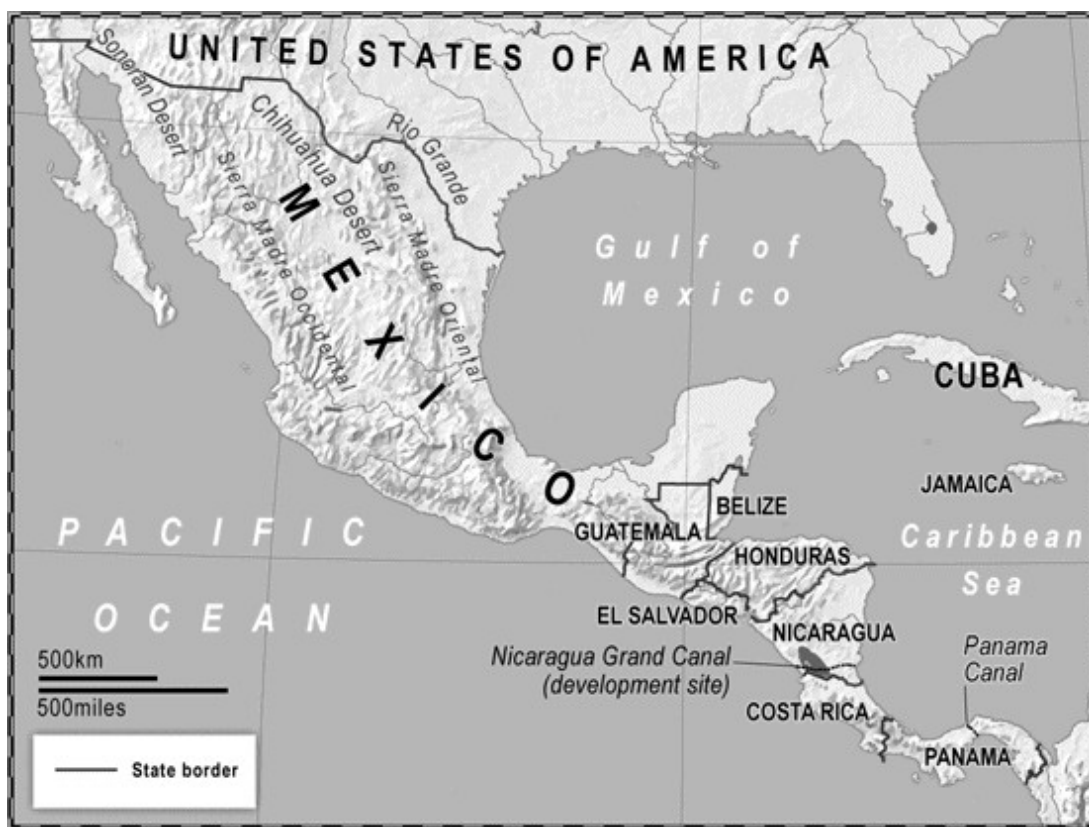 UNITED STATES OF AMERICA
Sonoran Desert
Chihuahua Desert
Rio Grande
Sierra Madre Occidental
Sierra Madre Oriental
MEXICO
Gulf of
Mexico
CUBA
JAMAICA
BELIZE
GUATEMALA
PACIFIC
OCEAN
Caribbean
Sea
HONDURAS
EL SALVADOR
NICARAGUA
Nicaragua Grand Canal
(development site)
Panama
Canal
COSTA RICA
PANAMA
500km
500miles
State border